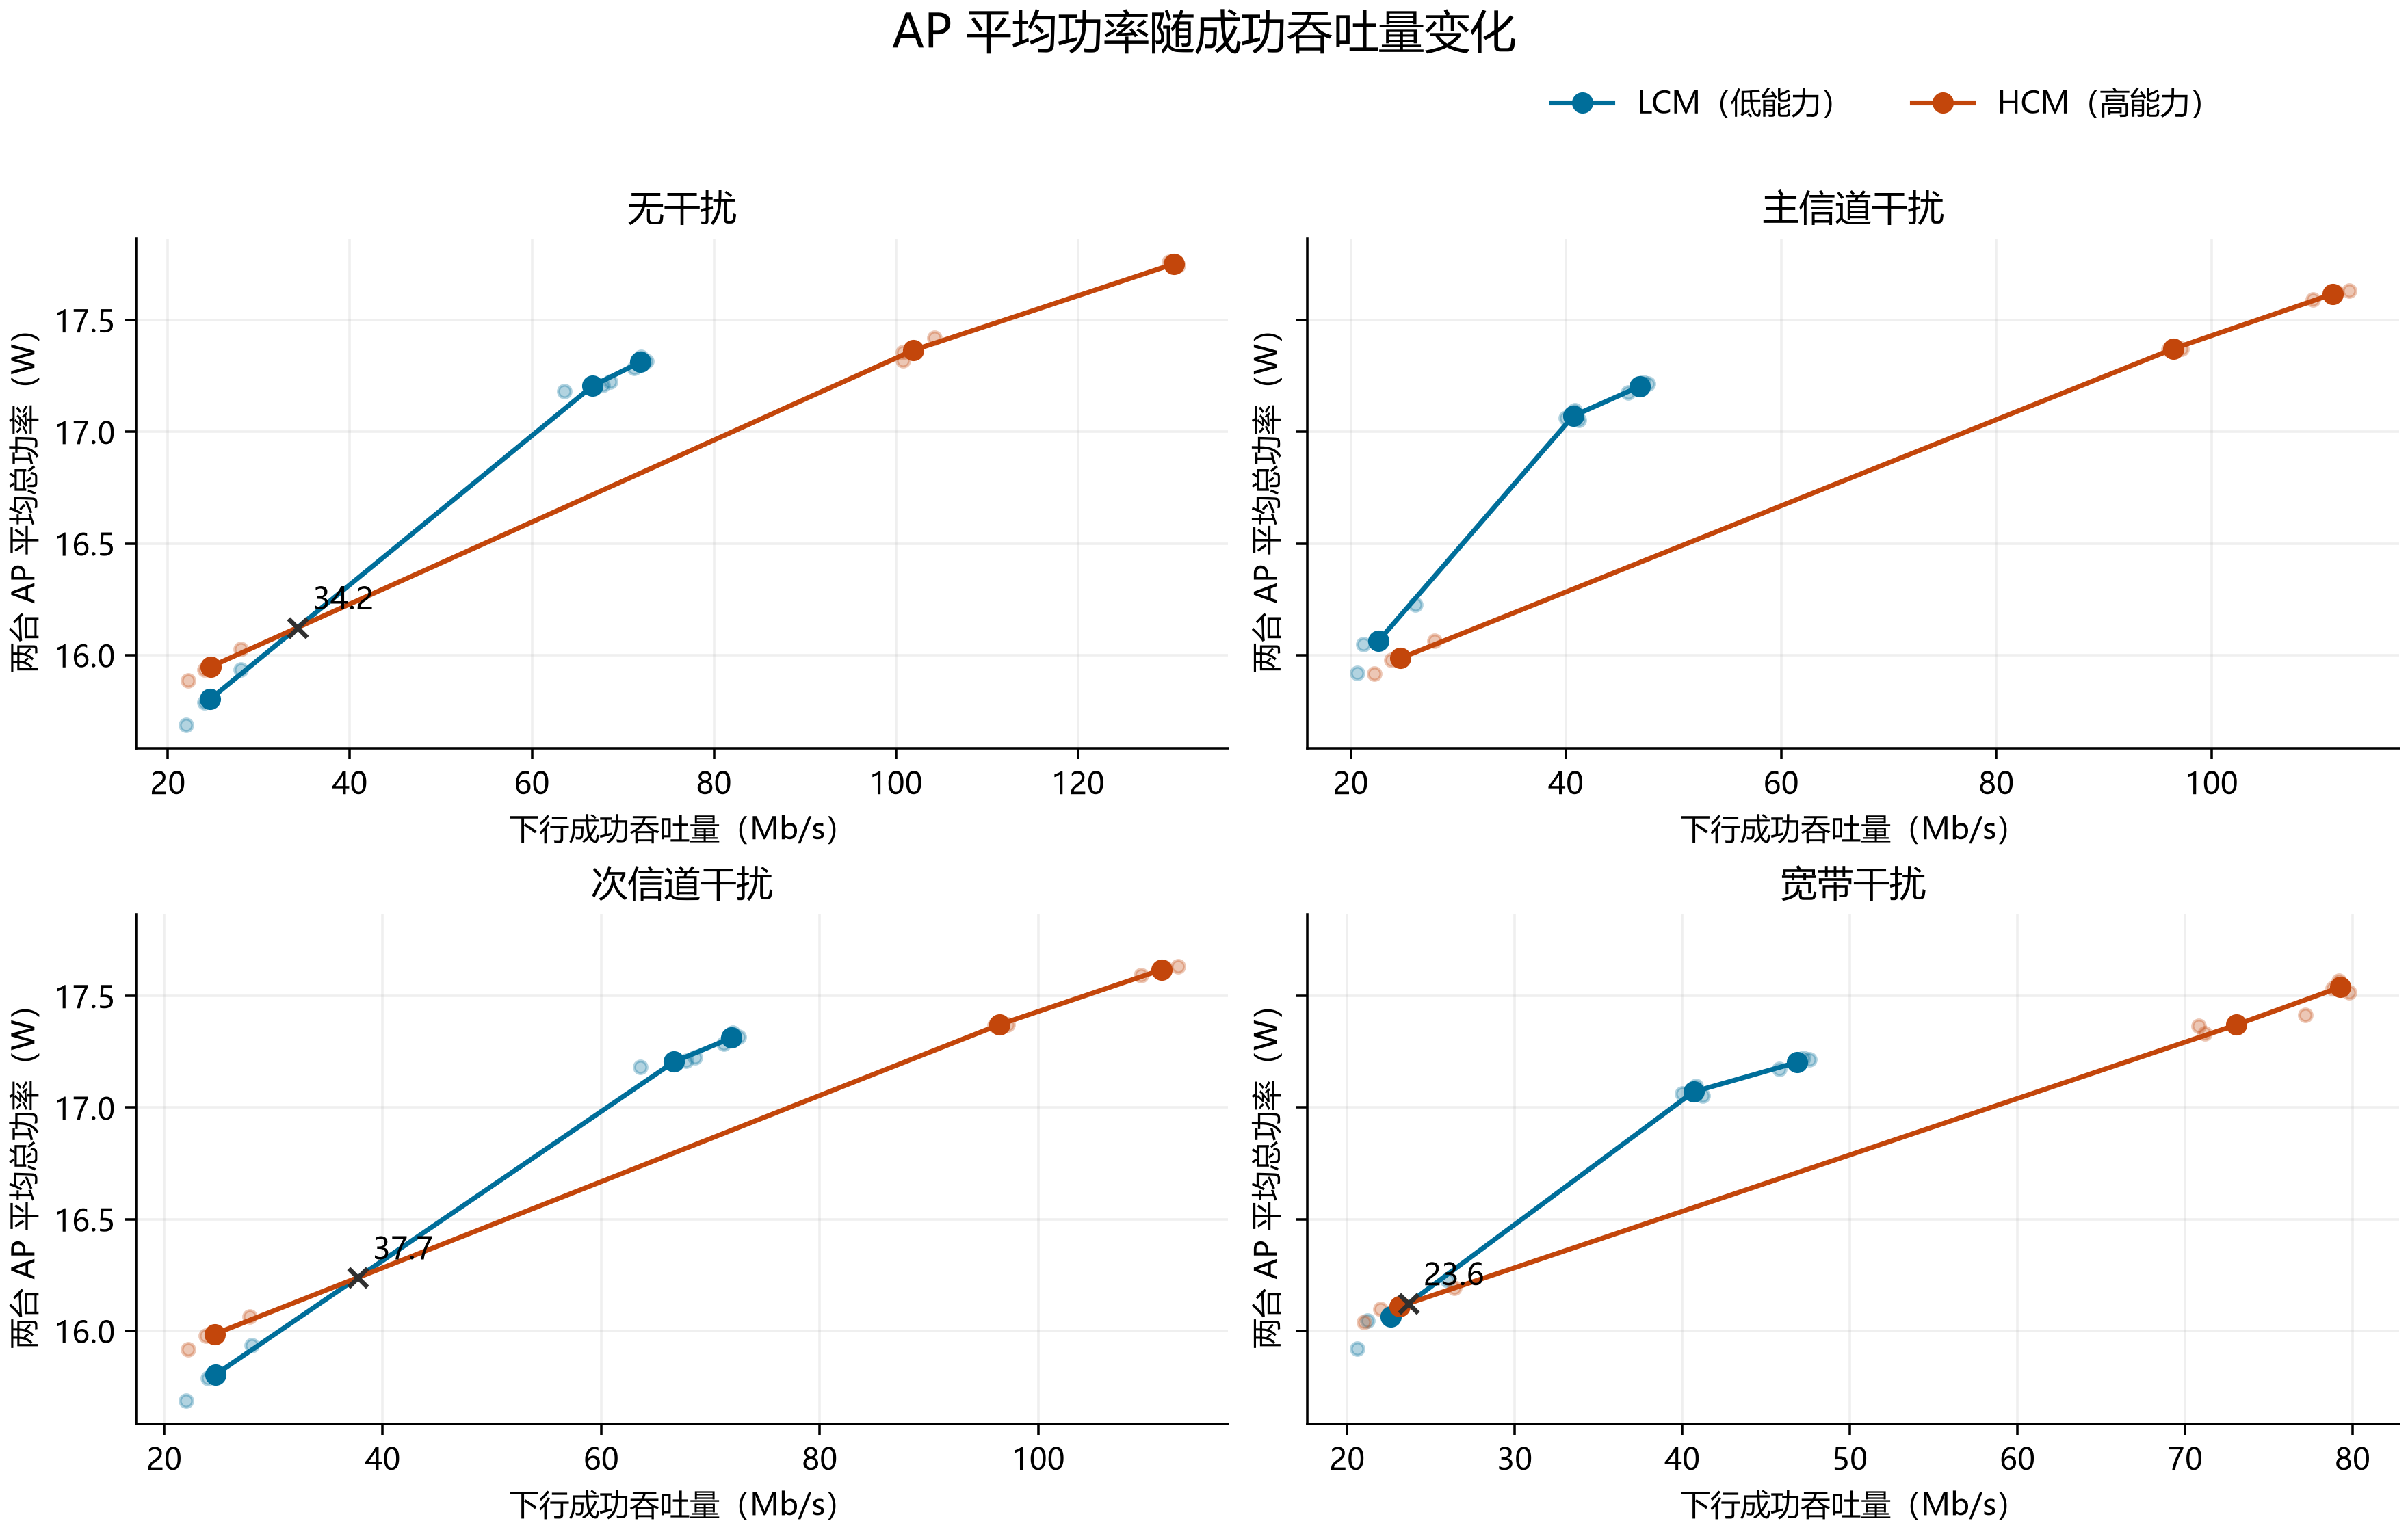 AP 平均功率随成功吞吐量变化
LCM（低能力）
HCM（高能力）
无干扰
两台 AP 平均总功率（W）
17.5
17.0
16.5
16.0
34.2
20 40 60 80 100 120
下行成功吞吐量（Mb/s）
主信道干扰
两台 AP 平均总功率（W）
20 40 60 80 100
下行成功吞吐量（Mb/s）
次信道干扰
两台 AP 平均总功率（W）
17.5
17.0
16.5
16.0
37.7
20 40 60 80 100
下行成功吞吐量（Mb/s）
宽带干扰
两台 AP 平均总功率（W）
23.6
20 30 40 50 60 70 80
下行成功吞吐量（Mb/s）